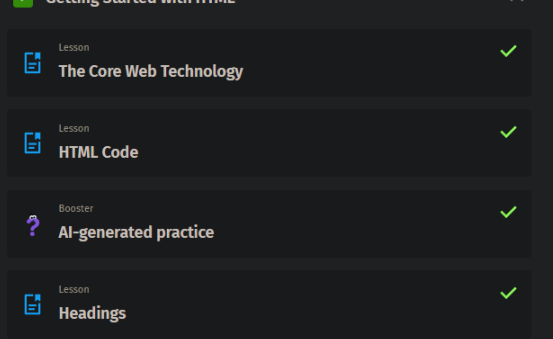 Getting Started with HTML
Lesson
The Core Web Technology
Lesson
HTML Code
Booster
AI-generated practice
Lesson
Headings